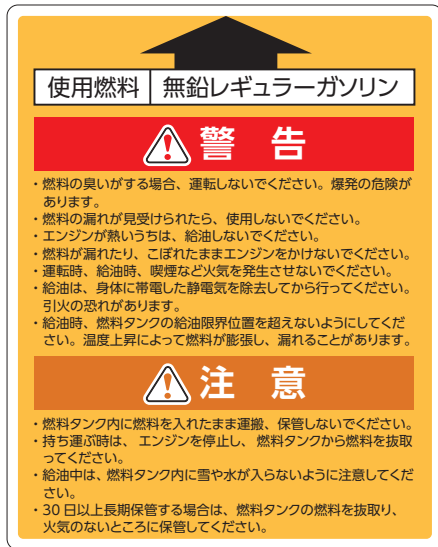 使用燃料 無鉛レギュラーガソリン
警告
・燃料の臭いがする場合、運転しないでください。爆発の危険が
あります。
・燃料の漏れが見受けられたら、使用しないでください。
・エンジンが熱いうちは、給油しないでください。
・燃料が漏れたり、こぼれたままエンジンをかけないでください。
・運転時、給油時、喫煙など火気を発生させないでください。
・給油は、身体に帯電した静電気を除去してから行ってください。
引火の恐れがあります。
・給油時、燃料タンクの給油限界位置を超えないようにしてくだ
さい。温度上昇によって燃料が膨張し、漏れることがあります。
注意
・燃料タンク内に燃料を入れたまま運搬、保管しないでください。
・持ち運ぶ時は、エンジンを停止し、燃料タンクから燃料を抜取
ってください。
・給油中は、燃料タンク内に雪や水が入らないように注意してくだ
さい。
・30日以上長期保管する場合は、燃料タンクの燃料を抜取り、
火気のないところに保管してください。